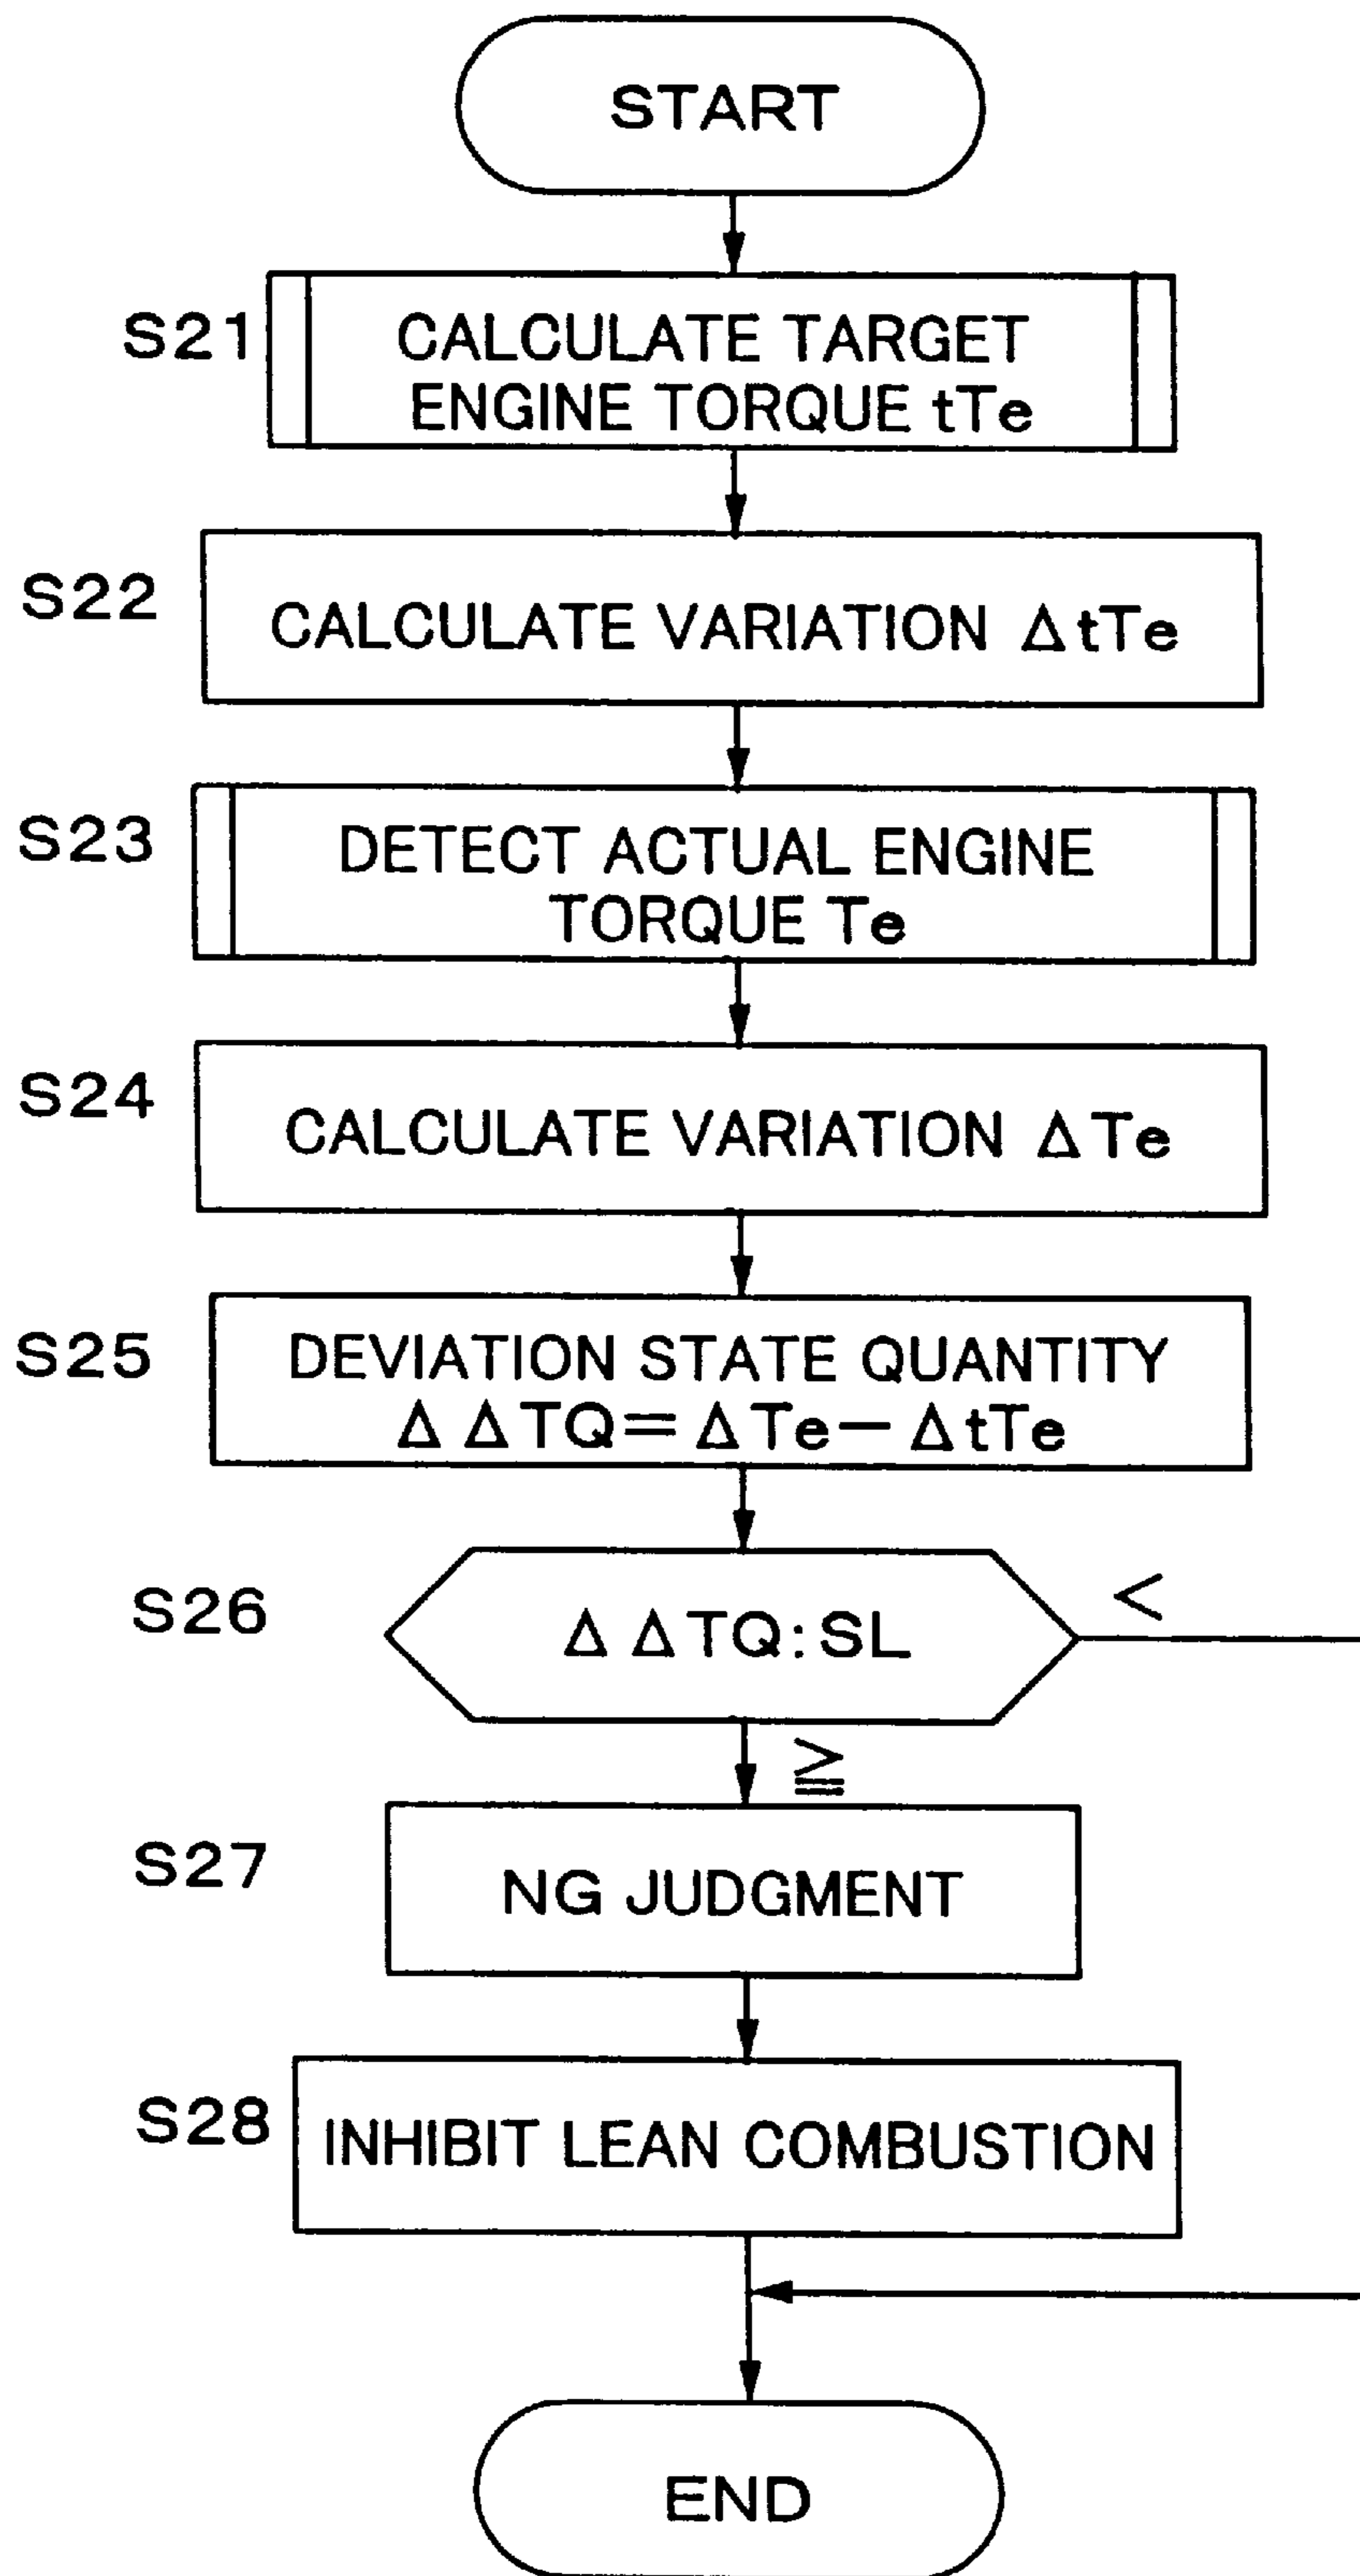 START
S21
CALCULATE TARGET
ENGINE TORQUE tTe
S22
CALCULATE VARIATION ΔtTe
S23
DETECT ACTUAL ENGINE
TORQUE Te
S24
CALCULATE VARIATION ΔTe
S25
DEVIATION STATE QUANTITY
ΔΔTQ=ΔTe−ΔtTe
S26
ΔΔTQ:SL
<
≧
S27
NG JUDGMENT
S28
INHIBIT LEAN COMBUSTION
END